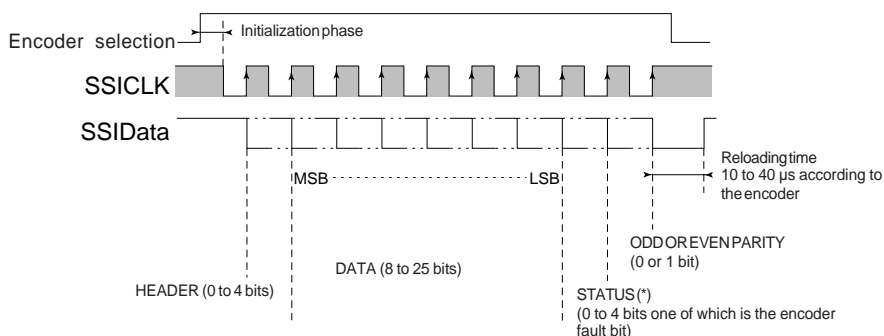 Encoder selection
Initialization phase
SSICLK
SSIData
Reloading time
10 to 40 µs according to
the encoder
MSB
LSB
ODD OR EVEN PARITY
(0 or 1 bit)
DATA (8 to 25 bits)
HEADER (0 to 4 bits)
STATUS (*)
(0 to 4 bits one of which is the encoder
fault bit)